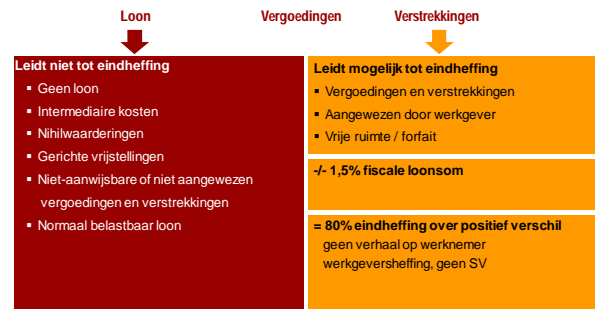 Loon Vergoedingen Verstrekkingen
Leidt niet tot eindheffing
▪ Geen loon
▪ Intermediaire kosten
▪ Nihilwaarderingen
▪ Gerichte vrijstellingen
▪ Niet-aanwijsbare of niet aangewezen
vergoedingen en verstrekkingen
▪ Normaal belastbaar loon
Leidt mogelijk tot eindheffing
▪ Vergoedingen en verstrekkingen
▪ Aangewezen door werkgever
▪ Vrije ruimte / forfait
-/- 1,5% fiscale loonsom
= 80% eindheffing over positief verschil
geen verhaal op werknemer
werkgeversheffing, geen SV